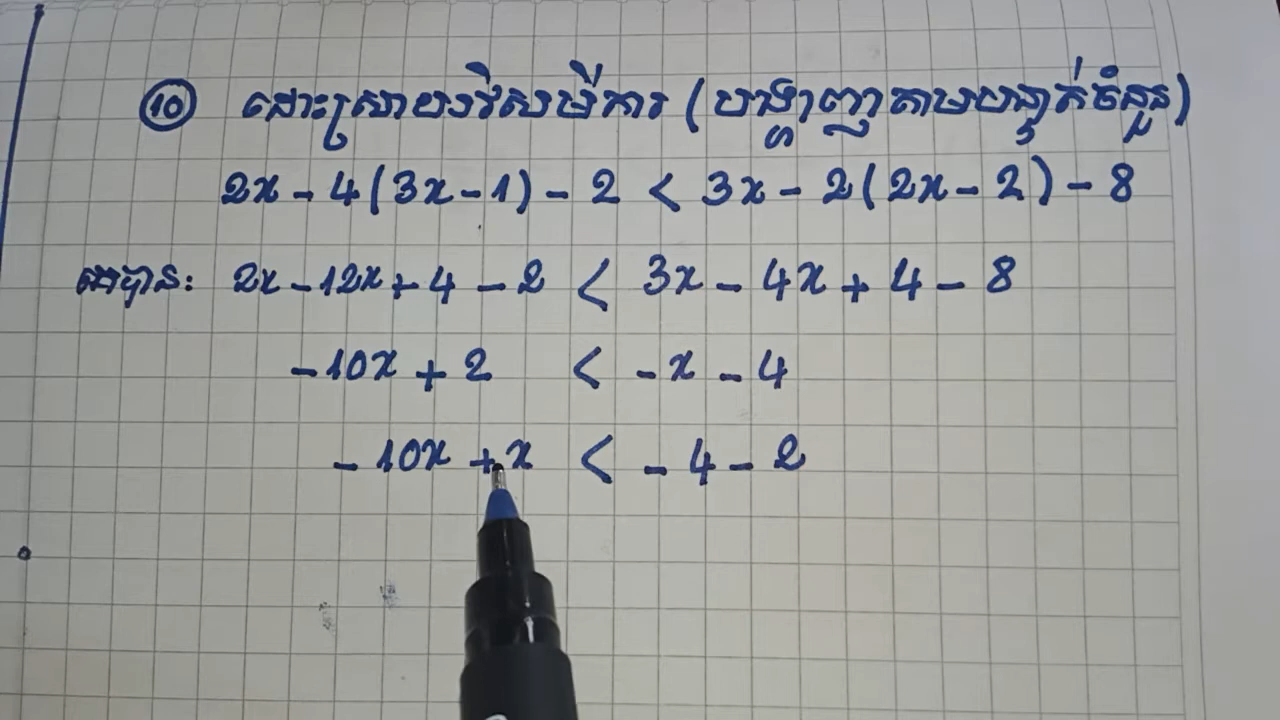 10 ដោះស្រាយវិសមីការ (បង្ហាញតាមបន្ទាត់ចំនួន)
2x - 4(3x - 1) - 2 < 3x - 2(2x - 2) - 8
គេបាន: 2x - 12x + 4 - 2 < 3x - 4x + 4 - 8
-10x + 2 < -x - 4
-10x + x < -4 - 2